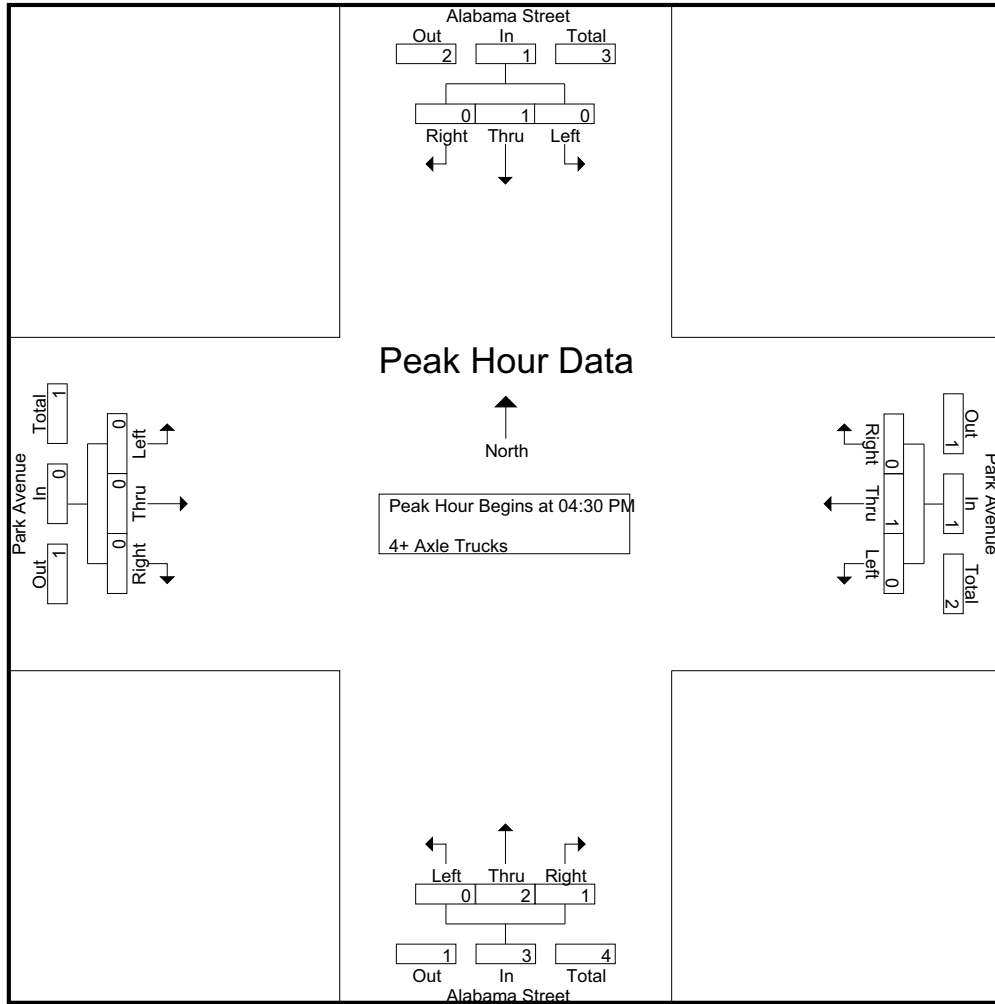 Alabama Street
Out In Total
2 1 3
0 1 0
Right Thru Left
Peak Hour Data
North
Peak Hour Begins at 04:30 PM
4+ Axle Trucks
Park Avenue
Out In Total
1 0 1
Right Thru Left
0 0 0
Park Avenue
Out In Total
1 1 2
Right Thru Left
0 1 0
Left Thru Right
0 2 1
1 3 4
Out In Total
Alabama Street